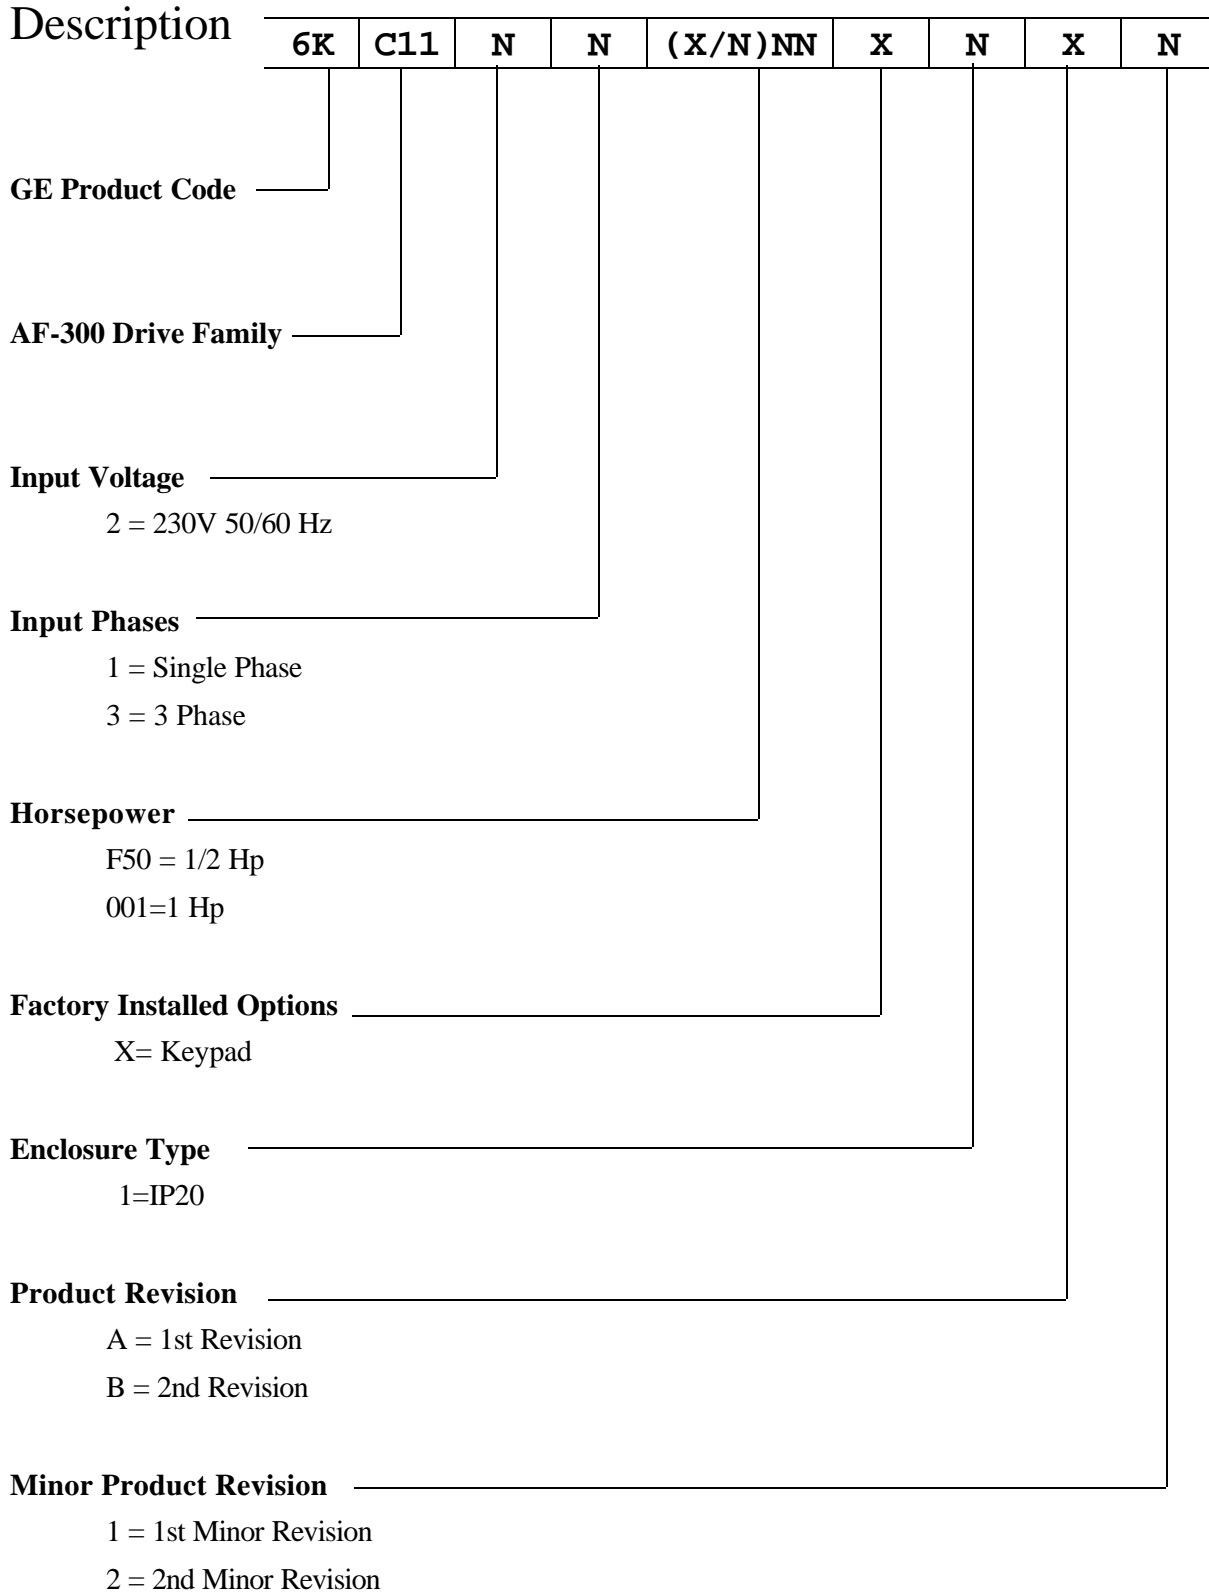 Description
6K C11 N N (X/N)NN X N X N
GE Product Code
AF-300 Drive Family
Input Voltage
2 = 230V 50/60 Hz
Input Phases
1 = Single Phase
3 = 3 Phase
Horsepower
F50 = 1/2 Hp
001=1 Hp
Factory Installed Options
X= Keypad
Enclosure Type
1=IP20
Product Revision
A = 1st Revision
B = 2nd Revision
Minor Product Revision
1 = 1st Minor Revision
2 = 2nd Minor Revision